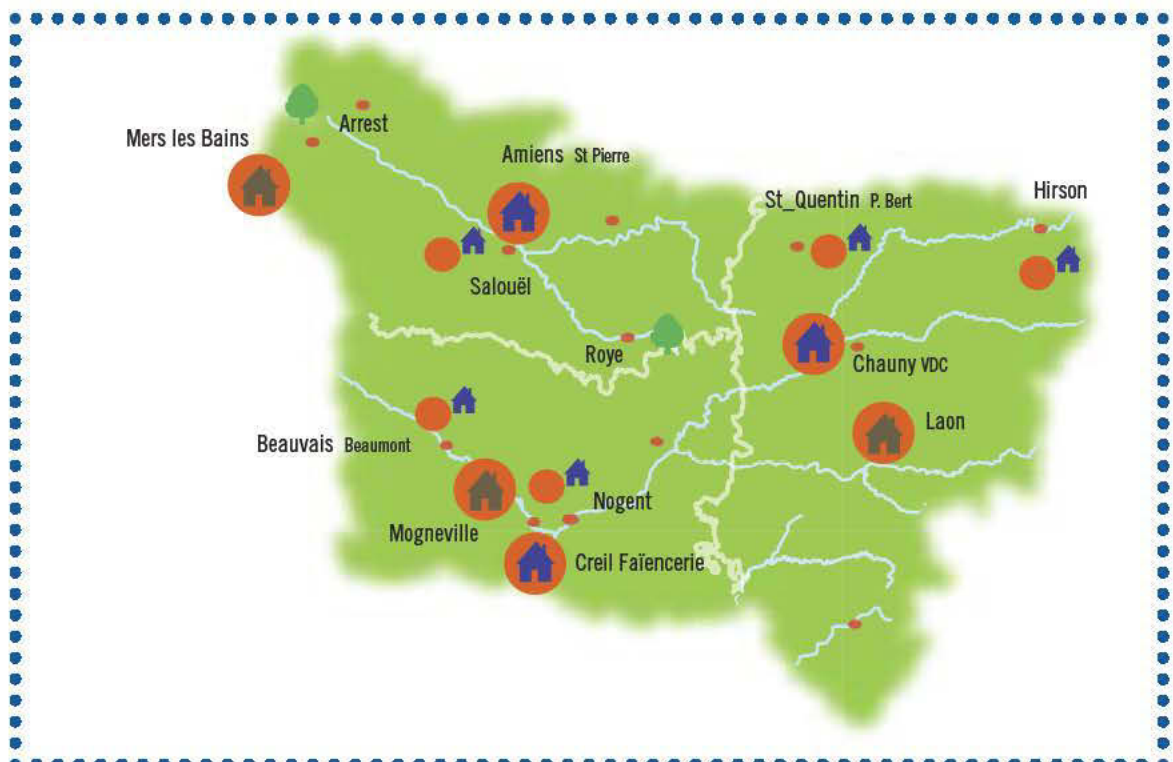 Arrest
Mers les Bains
Amiens St Pierre
St_Quentin P. Bert
Hirson
Salouël
Roye
Chauny VDC
Laon
Beauvais Beaumont
Nogent
Mogneville
Creil Faïencerie